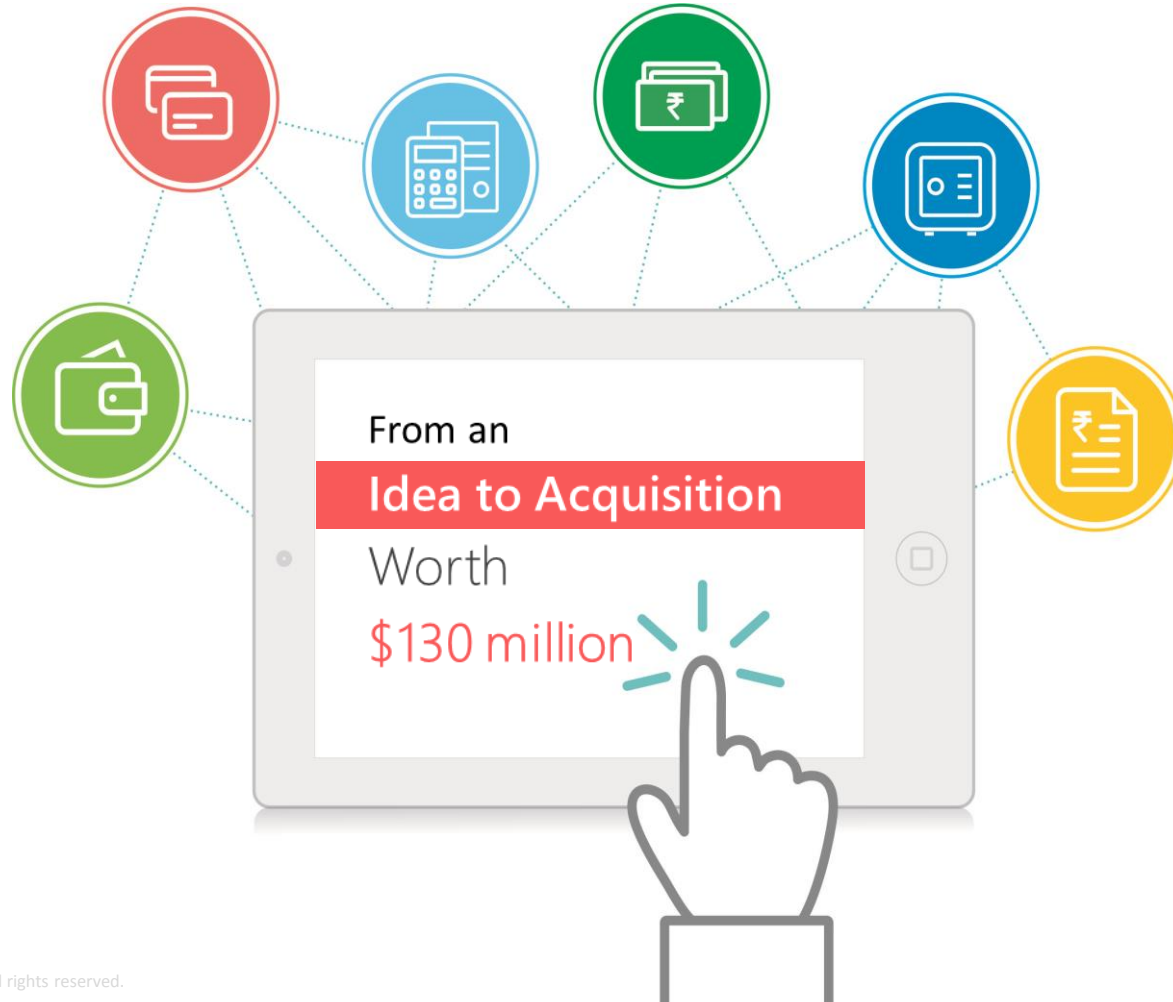 ₹
₹
From an
Idea to Acquisition
Worth
$130 million
rights reserved.